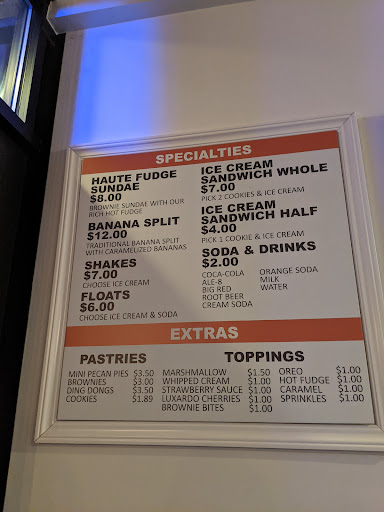 SPECIALTIES
HAUTE FUDGE
SUNDAE
$8.00
BROWNIE SUNDAE WITH OUR
RICH HOT FUDGE
BANANA SPLIT
$12.00
TRADITIONAL BANANA SPLIT
WITH CARAMELIZED BANANAS
SHAKES
$7.00
CHOOSE ICE CREAM
FLOATS
$6.00
CHOOSE ICE CREAM & SODA
ICE CREAM
SANDWICH WHOLE
$7.00
PICK 2 COOKIES & ICE CREAM
ICE CREAM
SANDWICH HALF
$4.00
PICK 1 COOKIE & ICE CREAM
SODA & DRINKS
$2.00
COCA-COLA
ALE-8
BIG RED
ROOT BEER
CREAM SODA
ORANGE SODA
MILK
WATER
EXTRAS
PASTRIES
MINI PECAN PIES $3.50
BROWNIES $3.00
DING DONGS $3.50
COOKIES $1.89
TOPPINGS
MARSHMALLOW $1.50
WHIPPED CREAM $1.00
STRAWBERRY SAUCE $1.00
LUXARDO CHERRIES $1.00
BROWNIE BITES $1.00
OREO $1.00
HOT FUDGE $1.00
CARAMEL $1.00
SPRINKLES $1.00